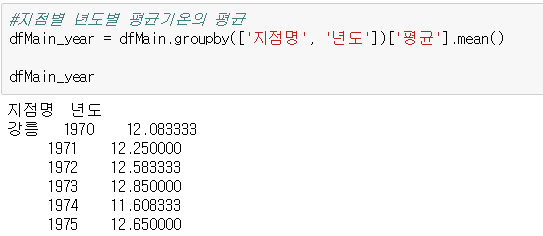 #지점별 년도별 평균기온의 평균
dfMain_year = dfMain.groupby(['지점명', '년도'])['평균'].mean()
dfMain_year
지점명 년도
강릉 1970 12.083333
1971 12.250000
1972 12.583333
1973 12.850000
1974 11.608333
1975 12.650000